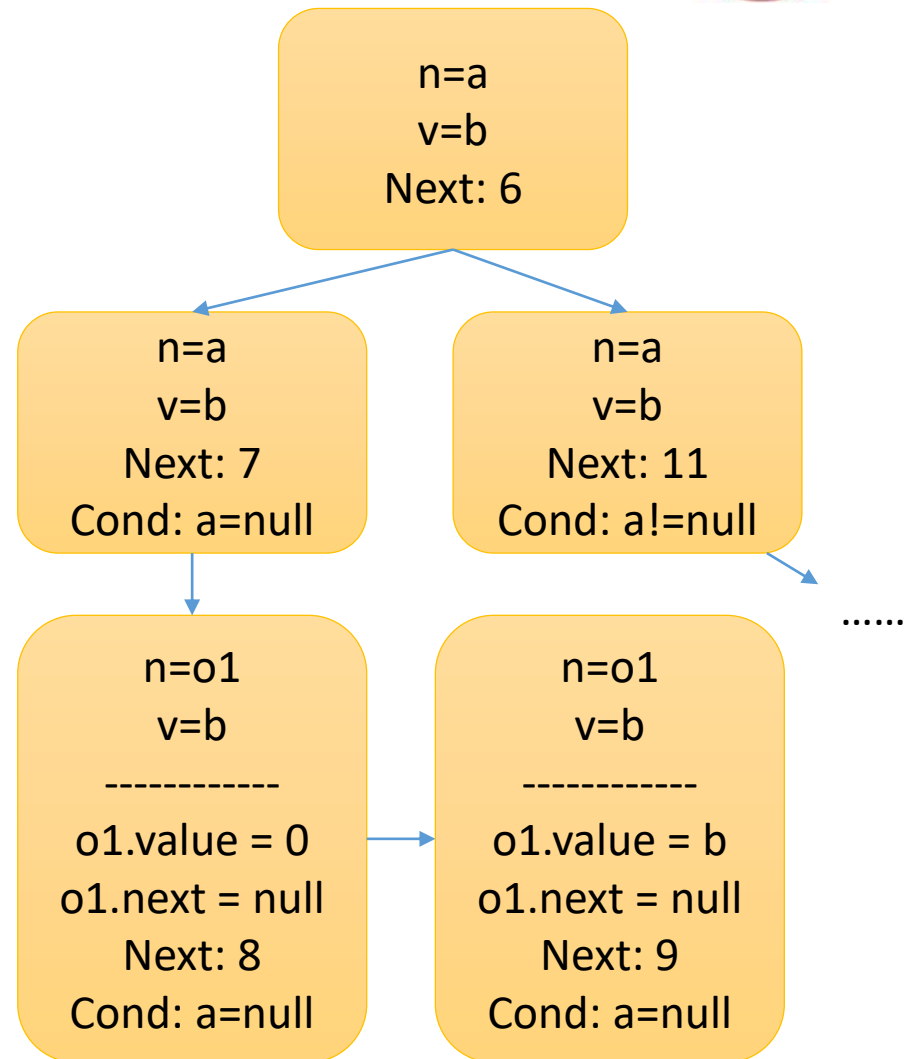 n=a
v=b
Next: 6
n=a
v=b
Next: 7
Cond: a=null
n=a
v=b
Next: 11
Cond: a!=null
......
n=o1
v=b
------------
o1.value = 0
o1.next = null
Next: 8
Cond: a=null
n=o1
v=b
------------
o1.value = b
o1.next = null
Next: 9
Cond: a=null